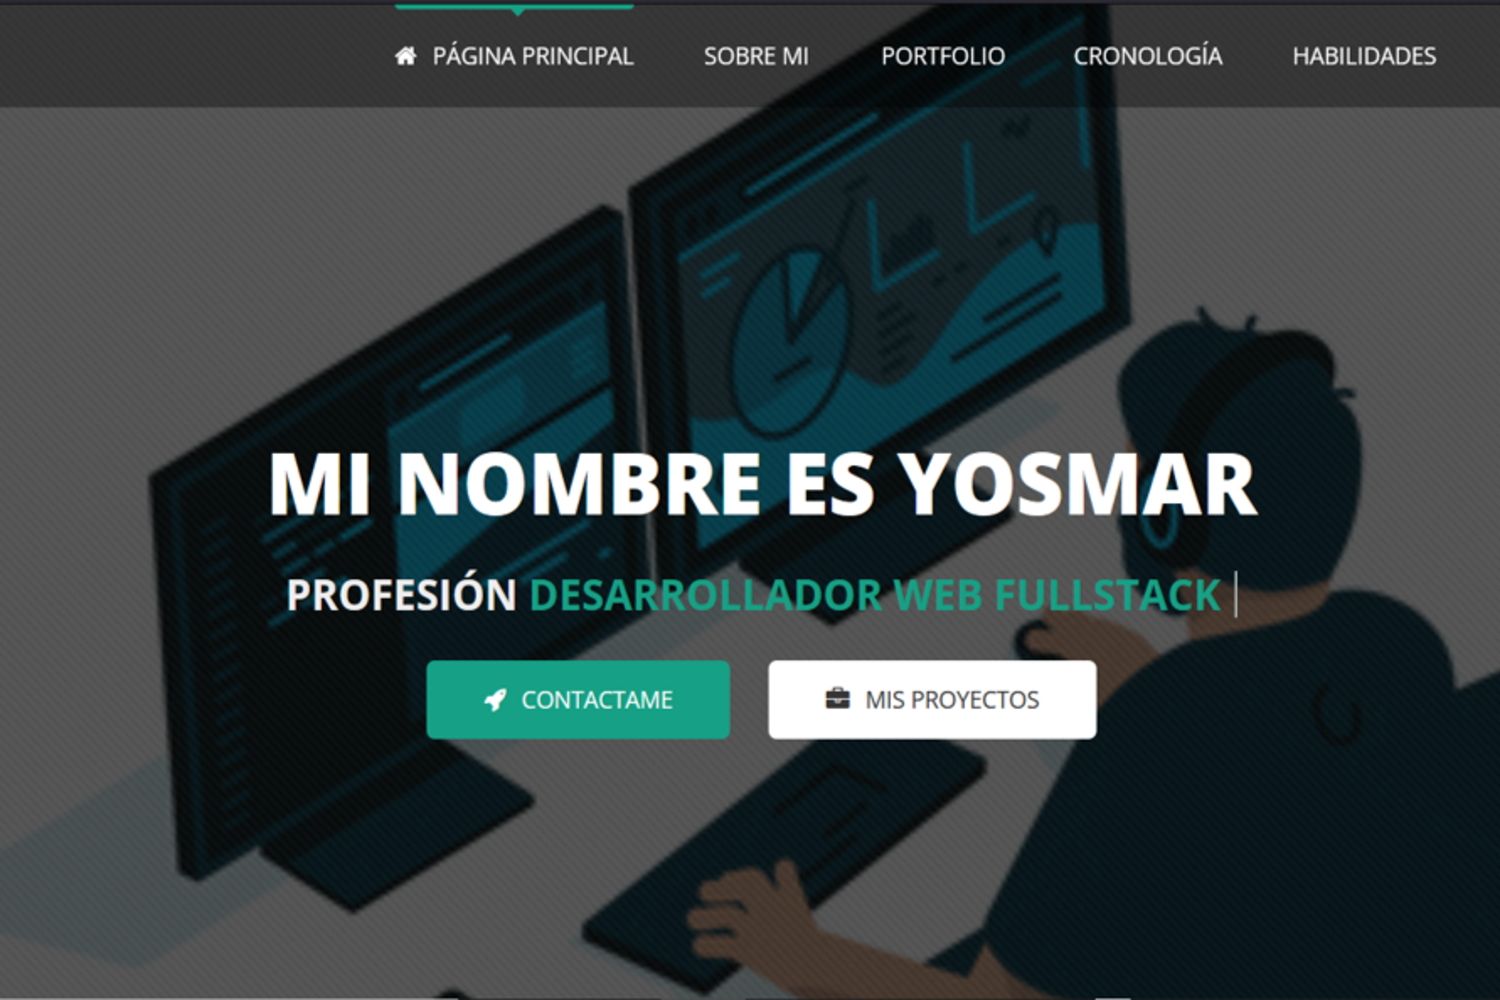 PÁGINA PRINCIPAL SOBRE MI PORTFOLIO CRONOLOGÍA HABILIDADES
MI NOMBRE ES YOSMAR
PROFESIÓN DESARROLLADOR WEB FULLSTACK
CONTACTAME MIS PROYECTOS